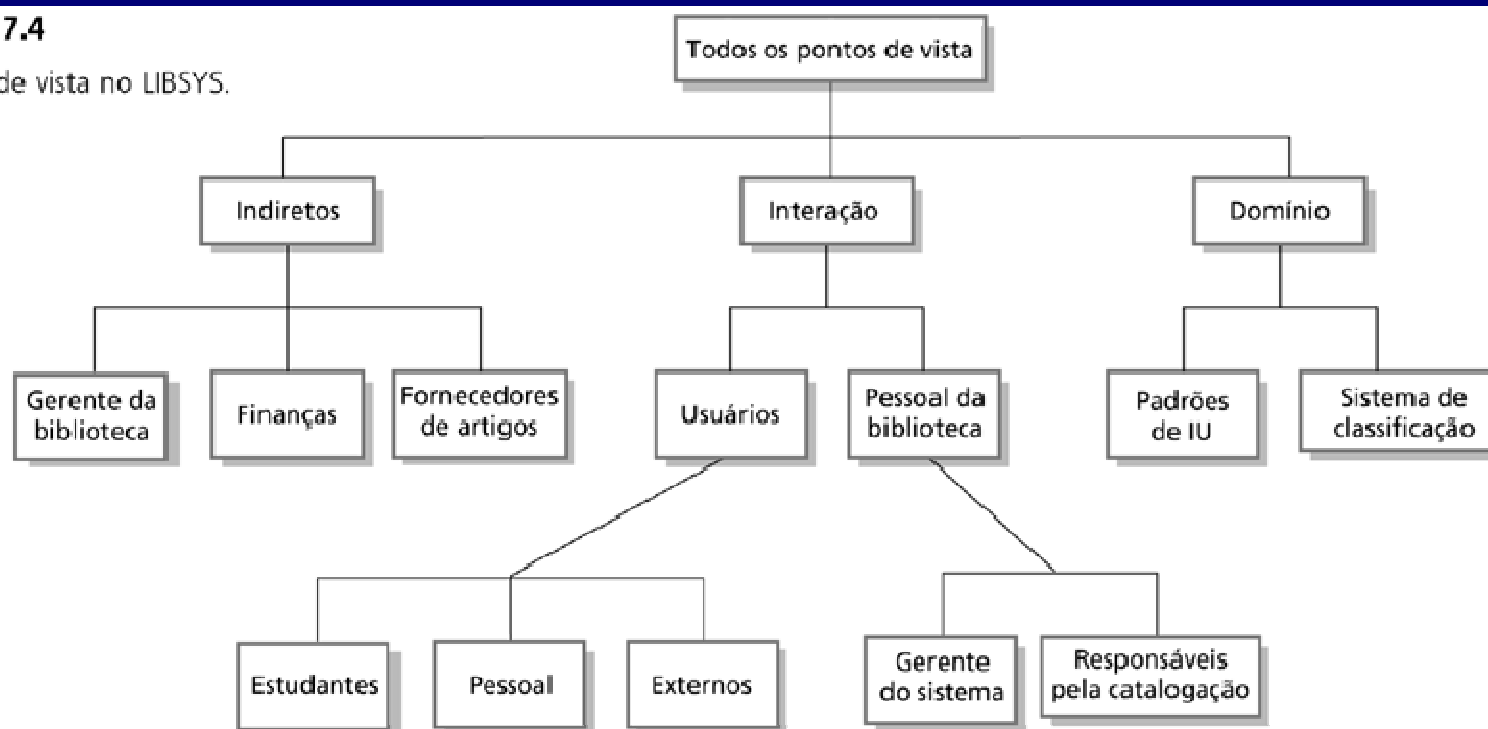 7.4
de vista no LIBSYS.
Todos os pontos de vista
Indiretos
Interação
Domínio
Gerente da
biblioteca
Finanças
Fornecedores
de artigos
Usuários
Pessoal da
biblioteca
Padrões
de IU
Sistema de
classificação
Estudantes
Pessoal
Externos
Gerente
do sistema
Responsáveis
pela catalogação